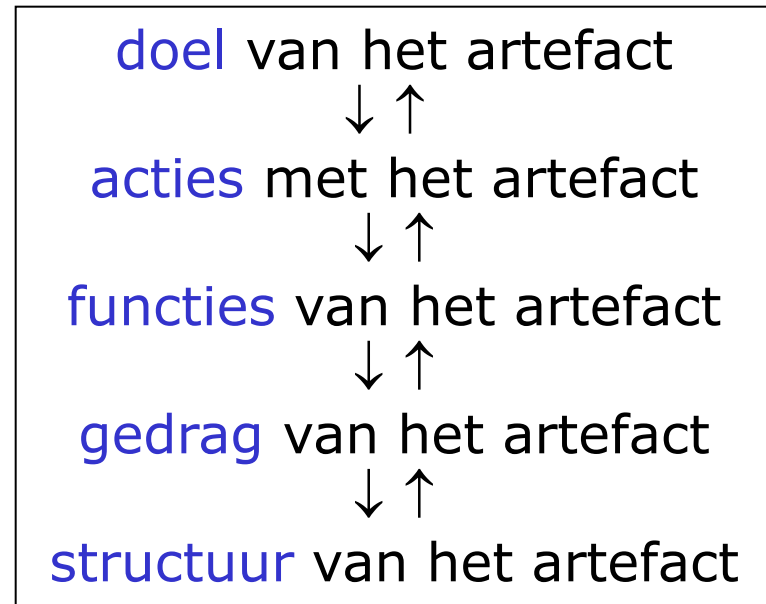 doel van het artefact
↓ ↑
acties met het artefact
↓ ↑
functies van het artefact
↓ ↑
gedrag van het artefact
↓ ↑
structuur van het artefact